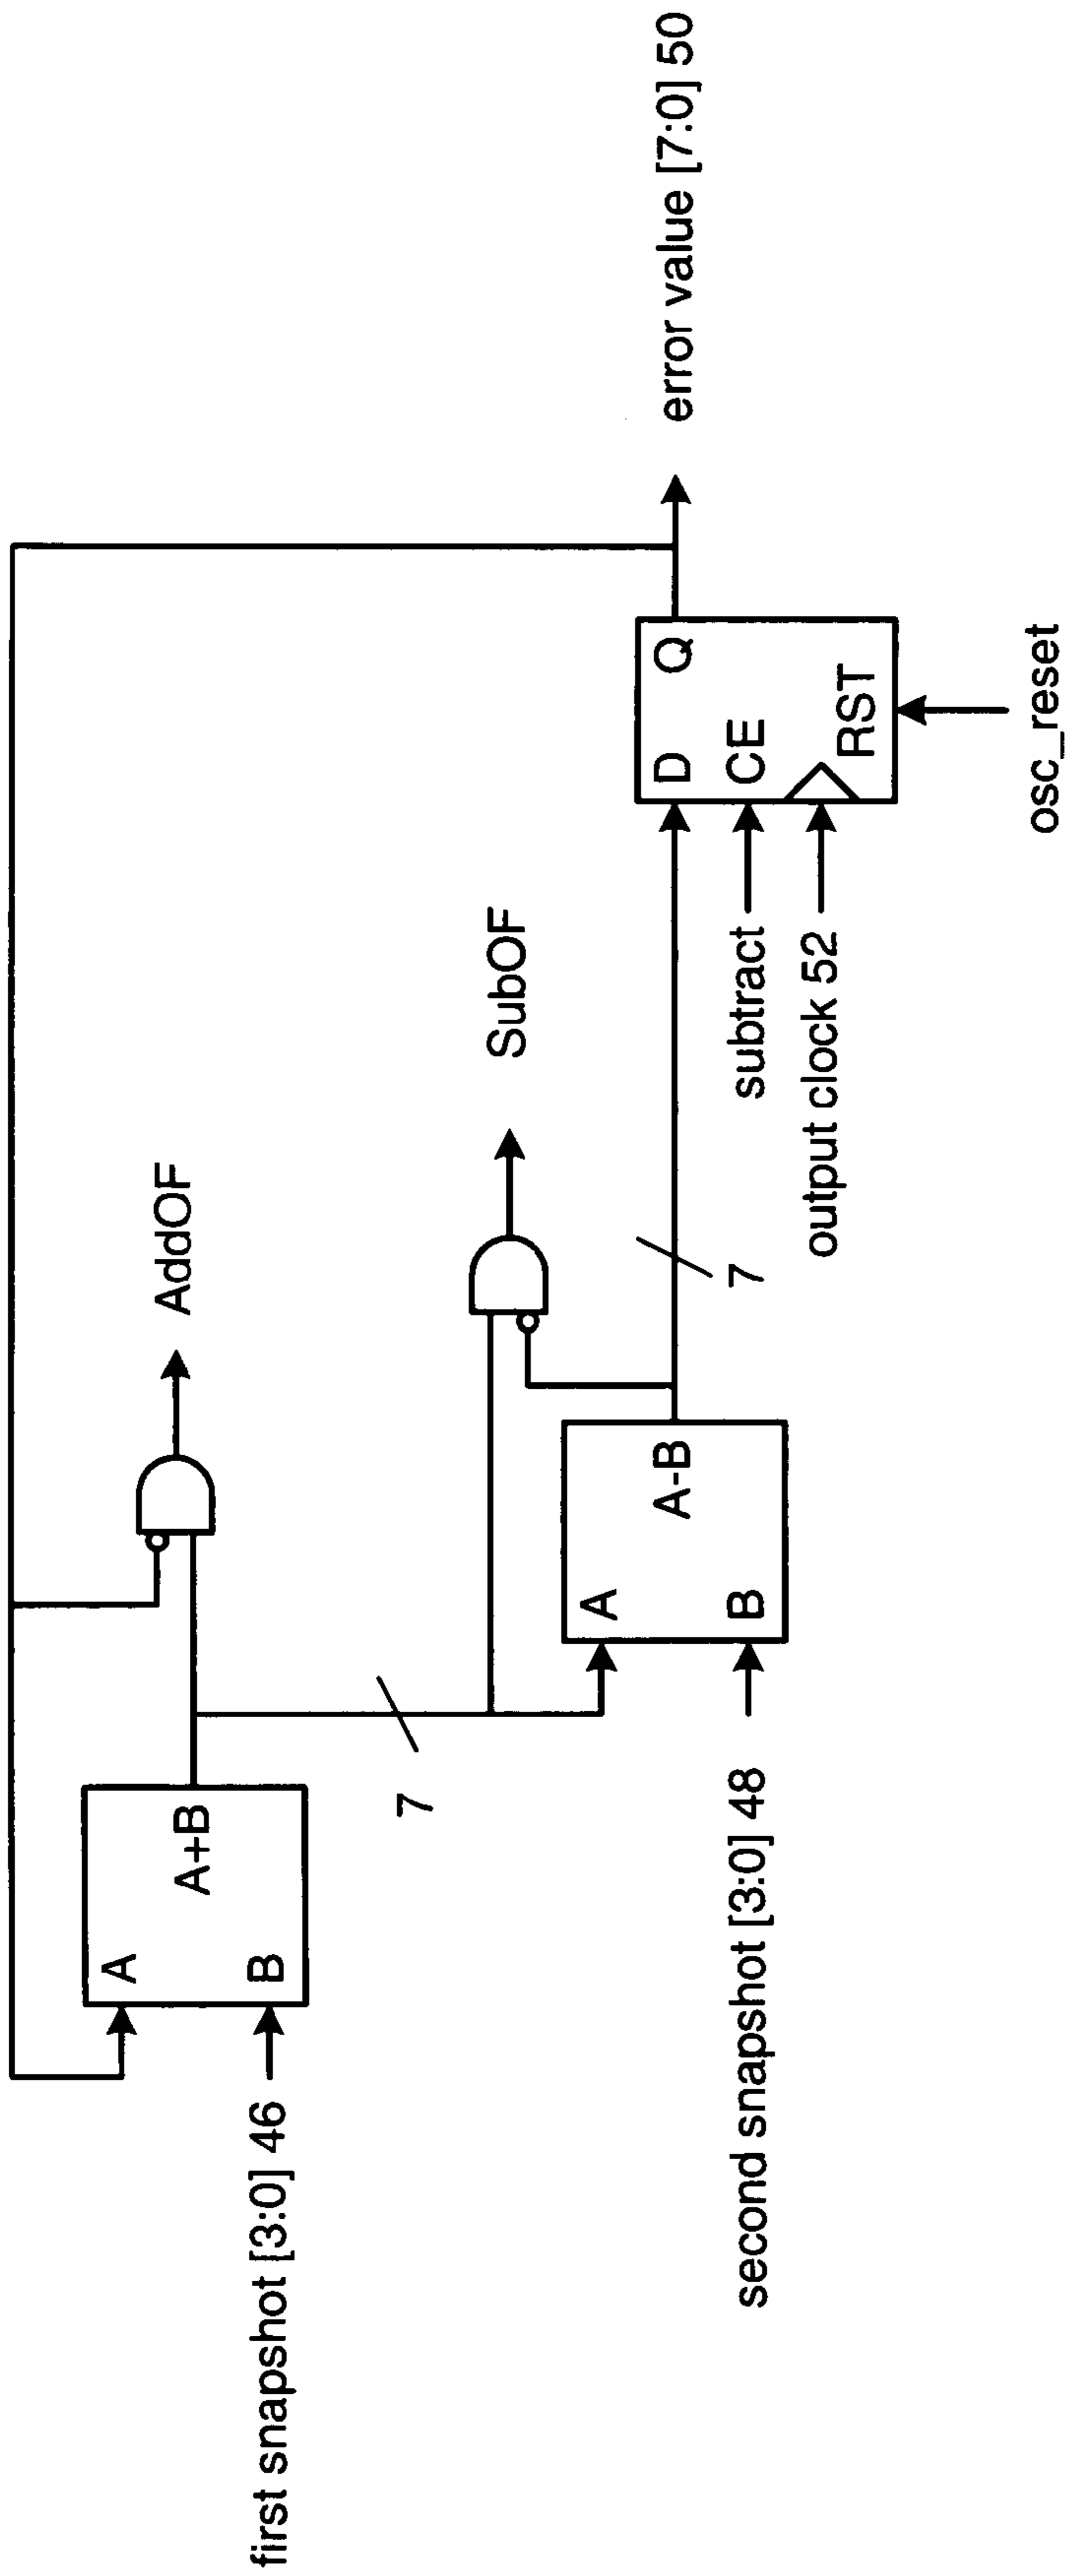 first snapshot [3:0] 46
A
B
A+B
AddOF
7
second snapshot [3:0] 48
A
B
A-B
SubOF
7
subtract
output clock 52
D
Q
CE
RST
osc_reset
error value [7:0] 50